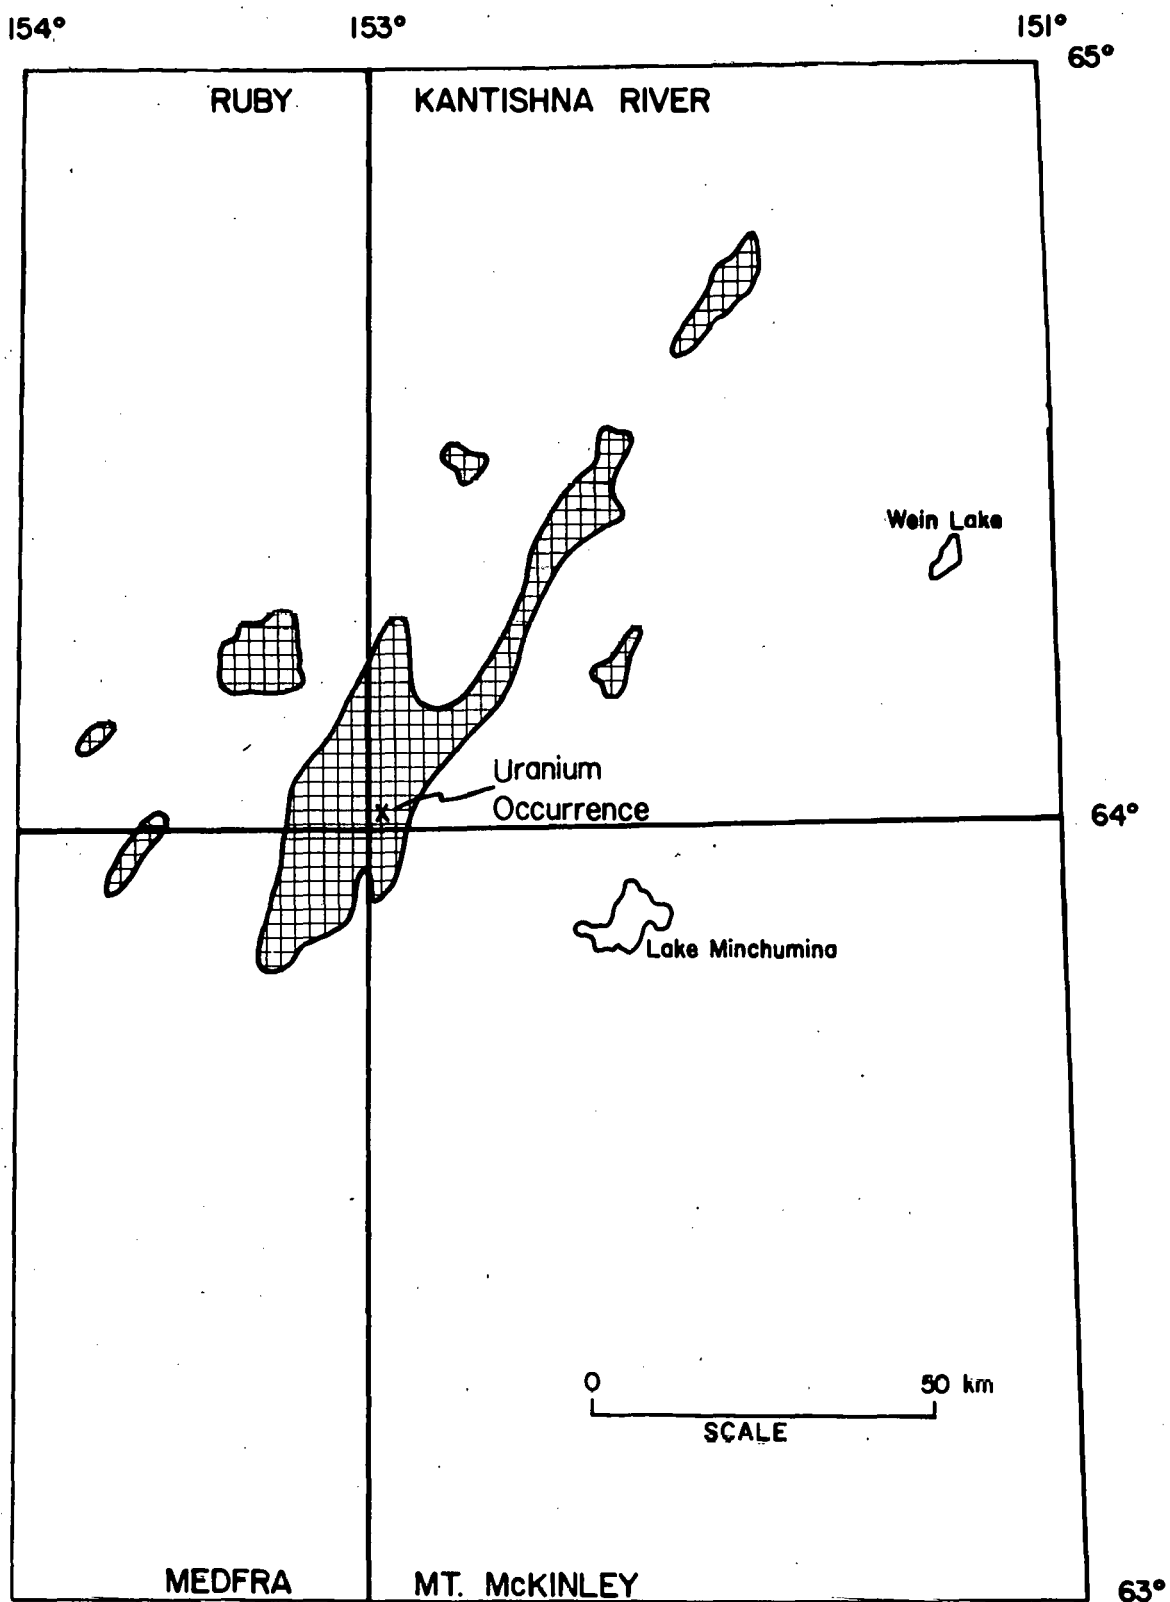 154° 153° 151°
65°
RUBY KANTISHNA RIVER
Wein Lake
Uranium
Occurrence
X
64°
Lake Minchumina
0 50 km
SCALE
MEDFRA MT. McKINLEY
63°